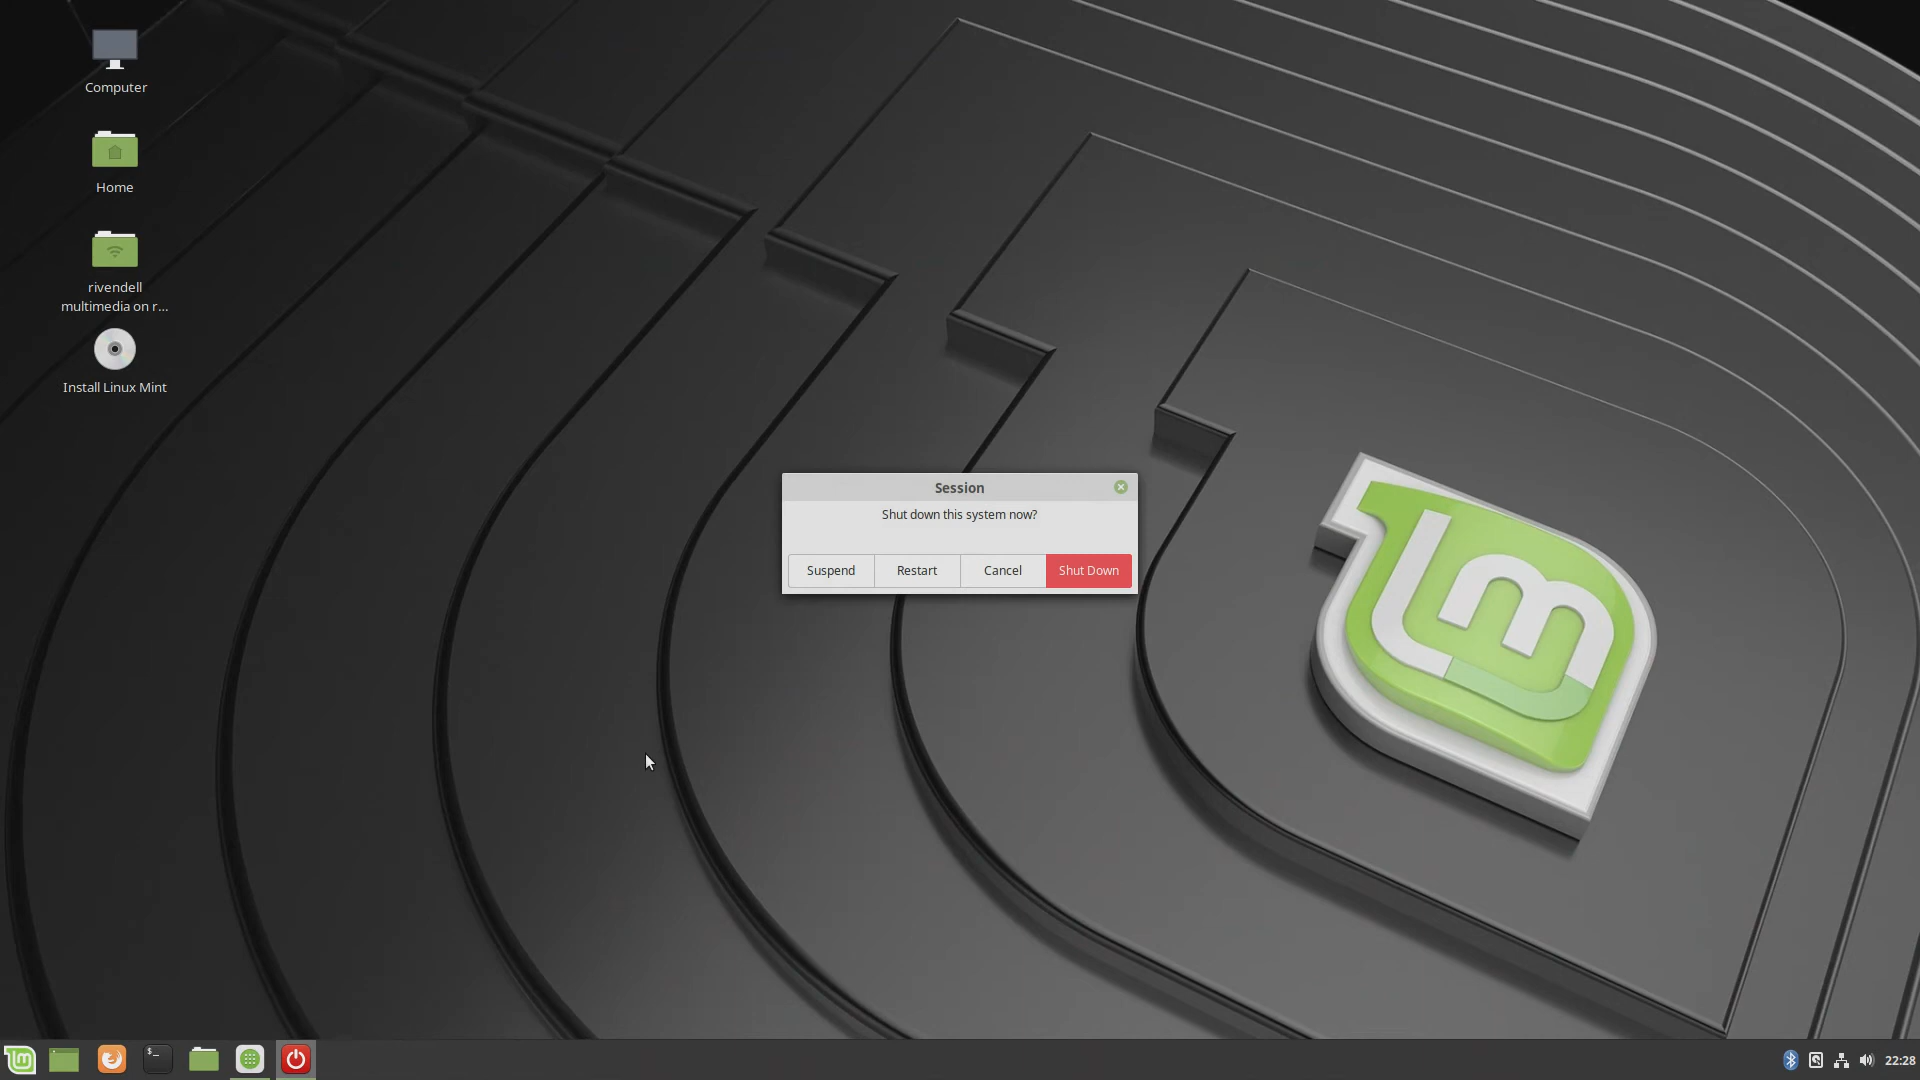 Computer
Home
rivendell
multimedia on r...
Install Linux Mint
Session
Shut down this system now?
Suspend
Restart
Cancel
Shut Down
lm
$_
22:28